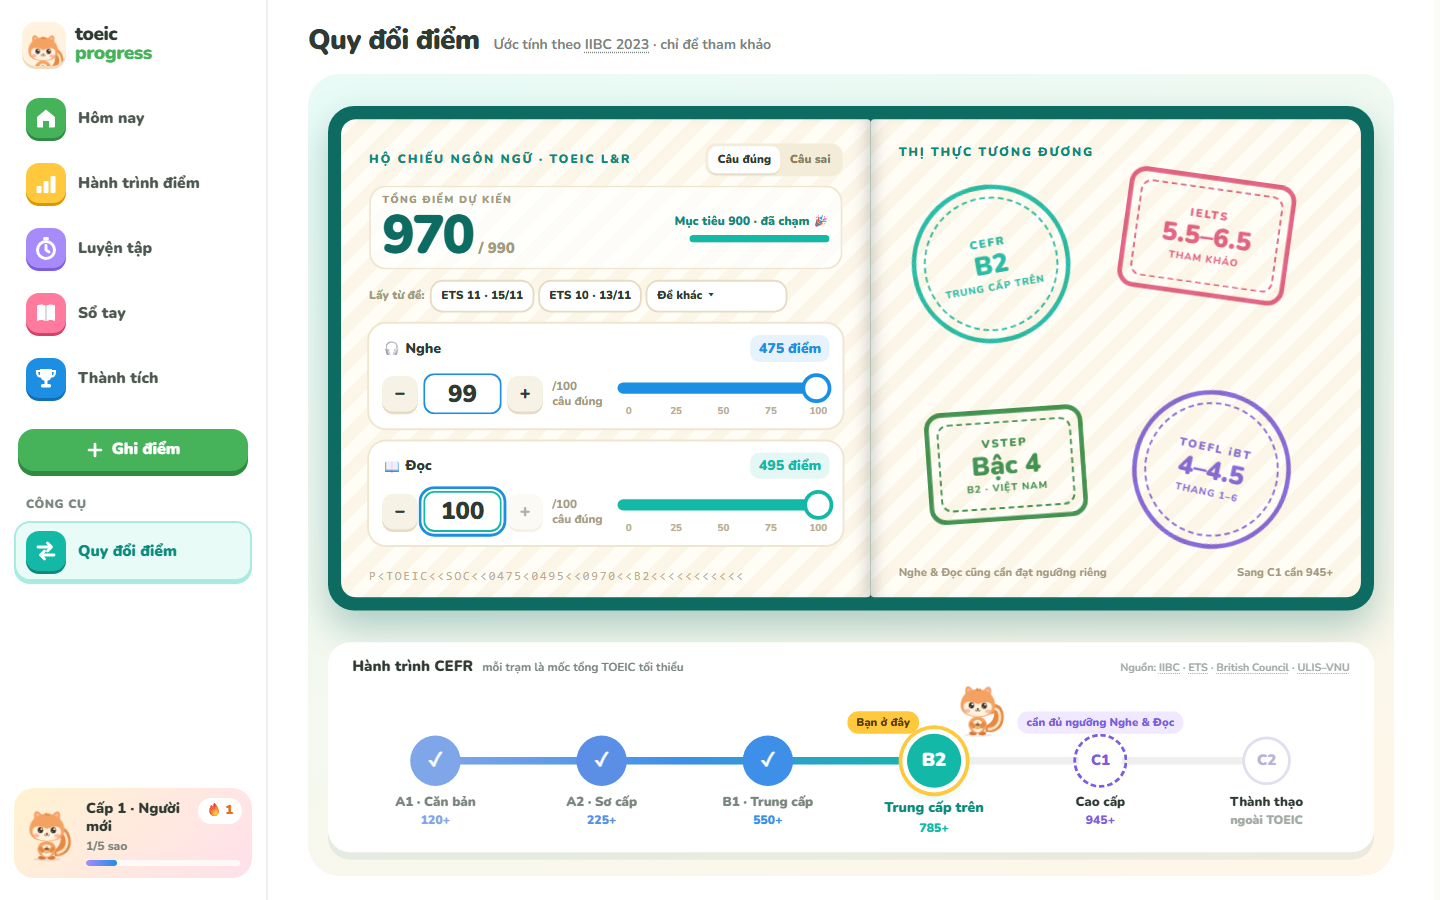 toeic
progress
Hôm nay
Hành trình điểm
Luyện tập
Sổ tay
Thành tích
+ Ghi điểm
CÔNG CỤ
Quy đổi điểm
Cấp 1 · Người mới
🔥 1
1/5 sao
Quy đổi điểm
Ước tính theo IIBC 2023 · chỉ để tham khảo
HỘ CHIẾU NGÔN NGỮ · TOEIC L&R
Câu đúng
Câu sai
TỔNG ĐIỂM DỰ KIẾN
970 / 990
Mục tiêu 900 · đã chạm 🎉
Lấy từ đề:
ETS 11 · 15/11
ETS 10 · 13/11
Đề khác
🎧 Nghe
475 điểm
− 99 +
/100
câu đúng
0 25 50 75 100
📖 Đọc
495 điểm
− 100 +
/100
câu đúng
0 25 50 75 100
P<TOEIC<<SOC<<0475<0495<<0970<<B2<<<<<<<<<<<
THỊ THỰC TƯƠNG ĐƯƠNG
CEFR
B2
TRUNG CẤP TRÊN
IELTS
5.5–6.5
THAM KHẢO
VSTEP
Bậc 4
B2 · VIỆT NAM
TOEFL iBT
4–4.5
THANG 1–6
Nghe & Đọc cũng cần đạt ngưỡng riêng
Sang C1 cần 945+
Hành trình CEFR
mỗi trạm là mốc tổng TOEIC tối thiểu
Nguồn: IIBC · ETS · British Council · ULIS–VNU
Bạn ở đây
cần đủ ngưỡng Nghe & Đọc
✓ ✓ ✓ B2 C1 C2
A1 · Căn bản
120+
A2 · Sơ cấp
225+
B1 · Trung cấp
550+
Trung cấp trên
785+
Cao cấp
945+
Thành thạo
ngoài TOEIC